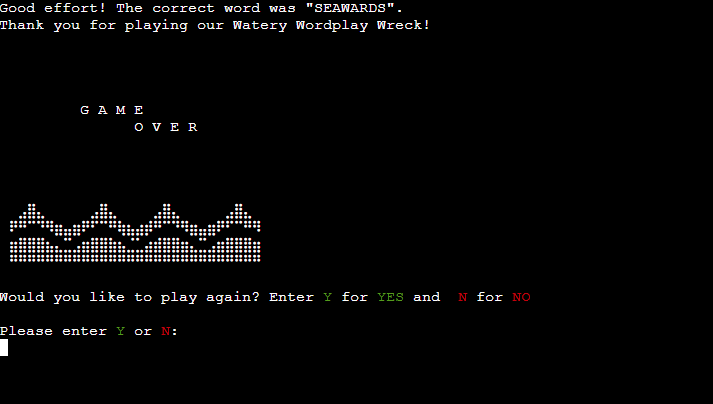 Good effort! The correct word was "SEAWARDS".
Thank you for playing our Watery Wordplay Wreck!
G A M E
O V E R
Would you like to play again? Enter Y for YES and  N for NO
Please enter Y or N: